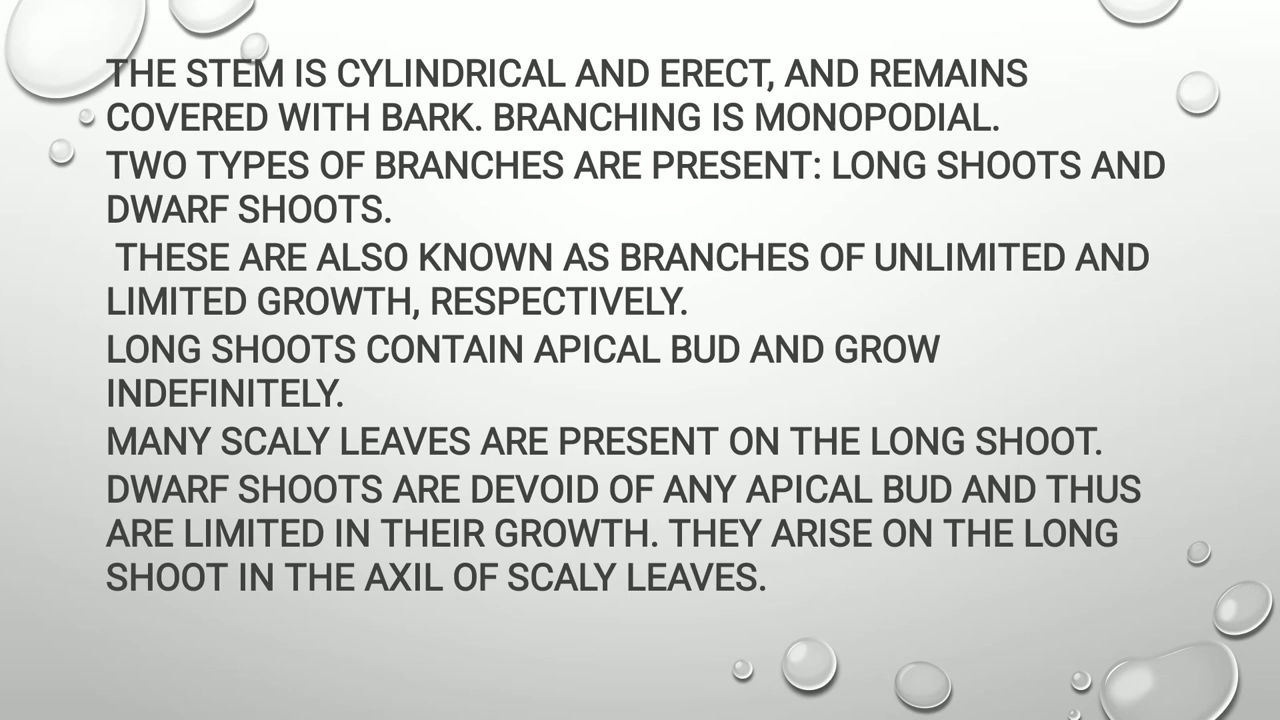 THE STEM IS CYLINDRICAL AND ERECT, AND REMAINS
COVERED WITH BARK. BRANCHING IS MONOPODIAL.
TWO TYPES OF BRANCHES ARE PRESENT: LONG SHOOTS AND
DWARF SHOOTS.
THESE ARE ALSO KNOWN AS BRANCHES OF UNLIMITED AND
LIMITED GROWTH, RESPECTIVELY.
LONG SHOOTS CONTAIN APICAL BUD AND GROW
INDEFINITELY.
MANY SCALY LEAVES ARE PRESENT ON THE LONG SHOOT.
DWARF SHOOTS ARE DEVOID OF ANY APICAL BUD AND THUS
ARE LIMITED IN THEIR GROWTH. THEY ARISE ON THE LONG
SHOOT IN THE AXIL OF SCALY LEAVES.